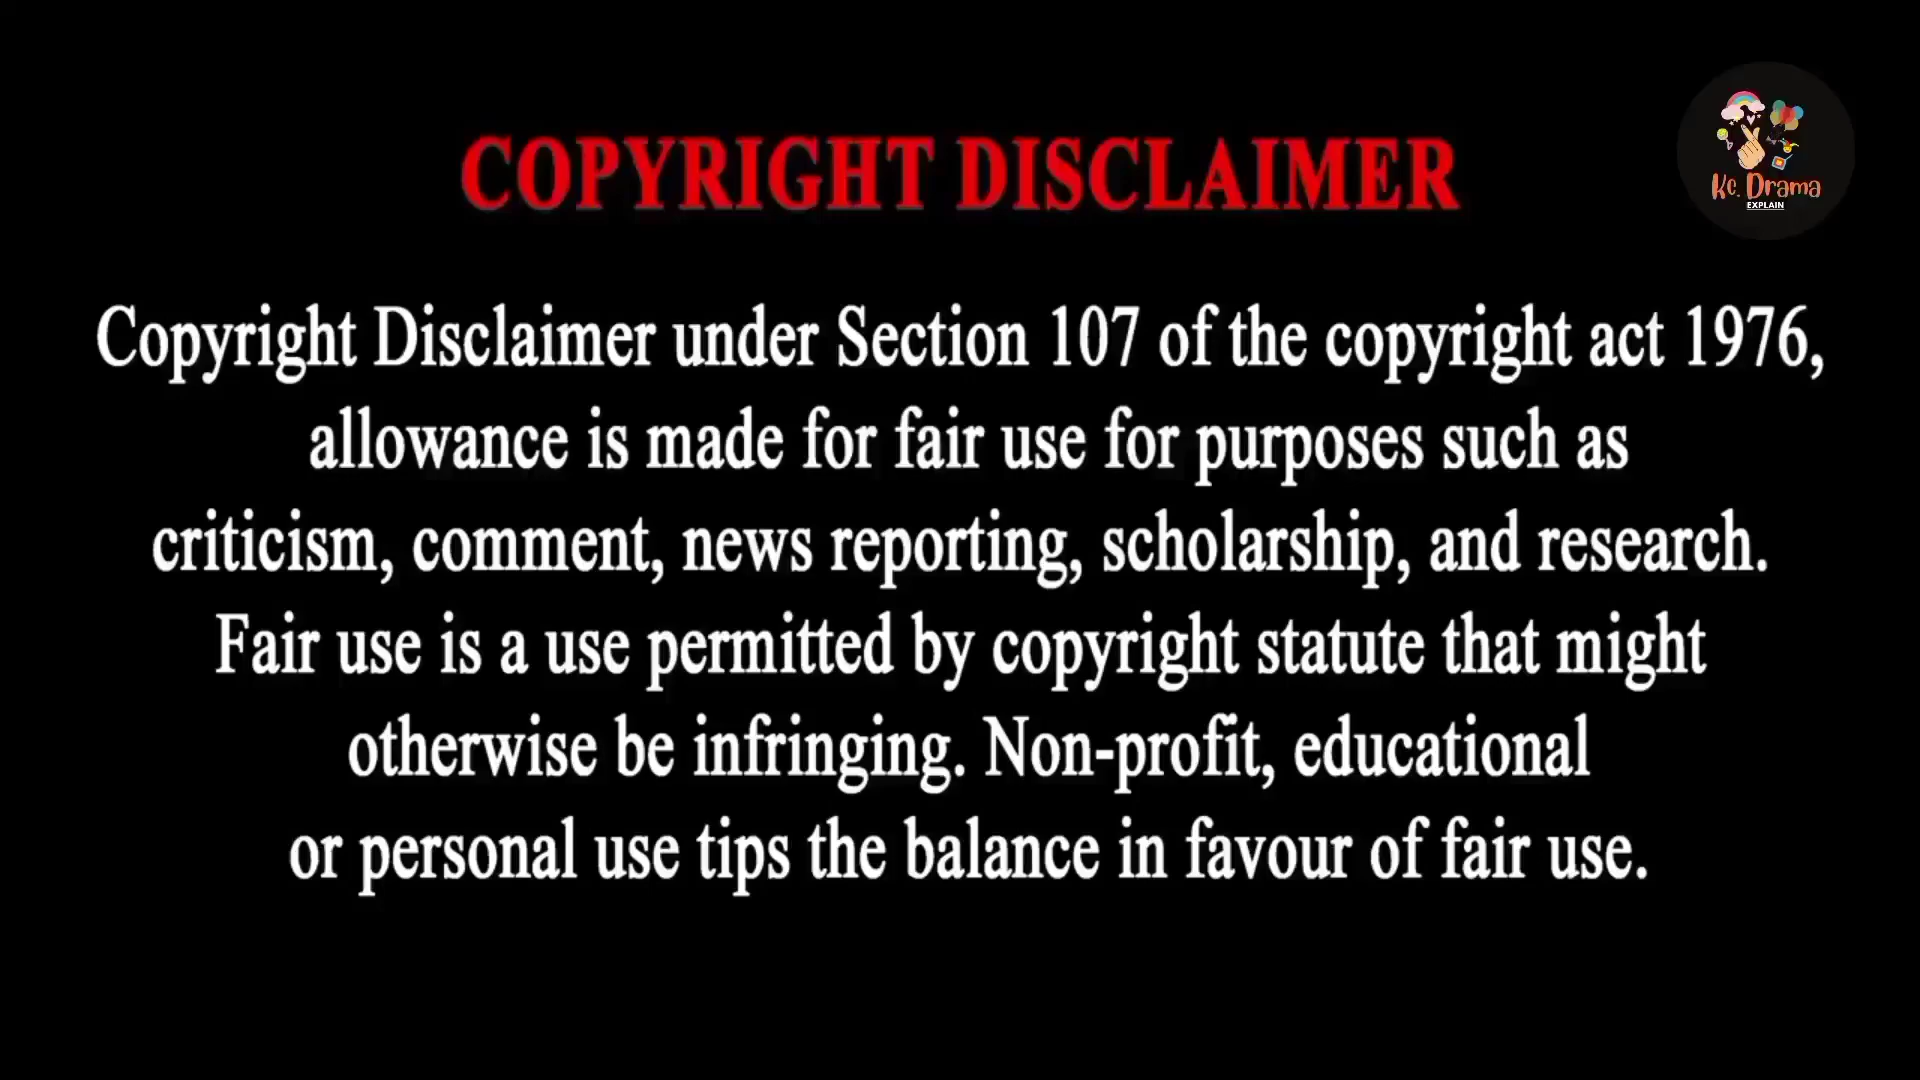 COPYRIGHT DISCLAIMER
Kc. Drama
EXPLAIN
Copyright Disclaimer under Section 107 of the copyright act 1976,
allowance is made for fair use for purposes such as
criticism, comment, news reporting, scholarship, and research.
Fair use is a use permitted by copyright statute that might
otherwise be infringing. Non-profit, educational
or personal use tips the balance in favour of fair use.